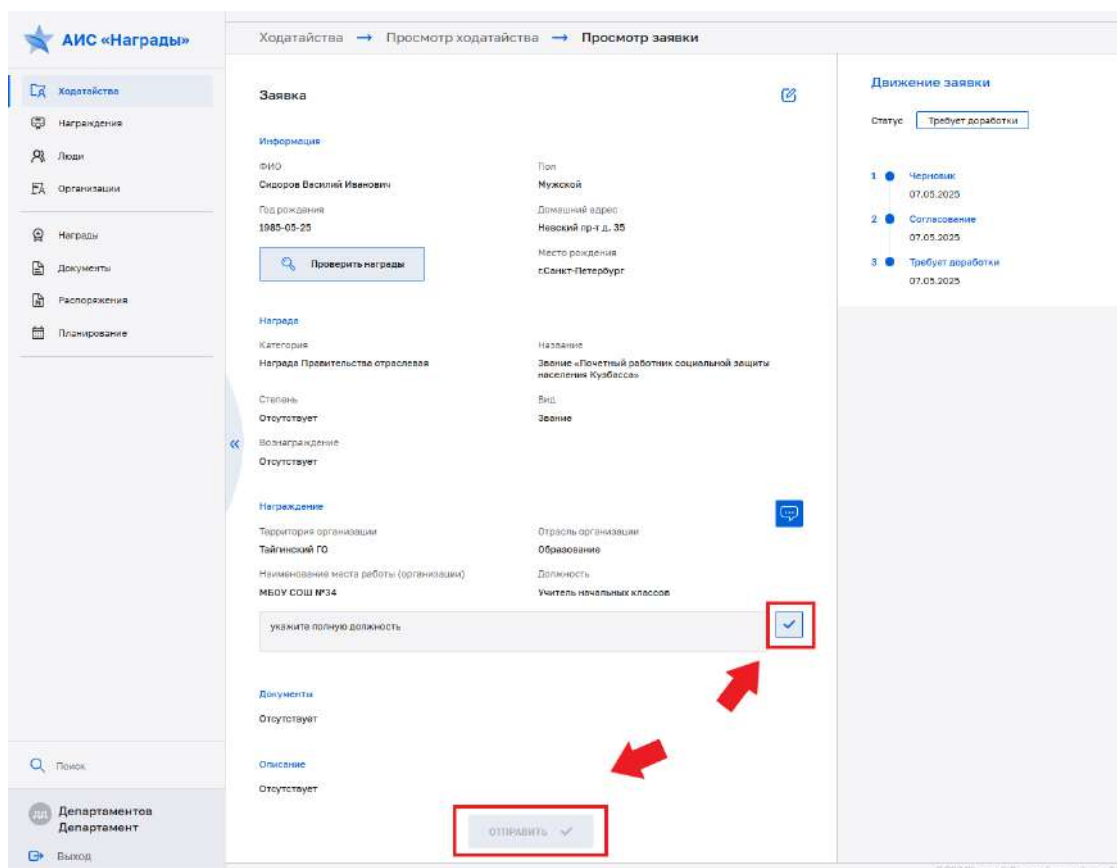 АИС «Награды»
Ходатайства → Просмотр ходатайства → Просмотр заявки
Ходатайства
Награждения
Люди
Организации
Награды
Документы
Распоряжения
Планирование
Поиск
Департаментов
Департамент
Выход
Заявка
Информация
ФИО
Сидоров Василий Иванович
Пол
Мужской
Год рождения
1985-05-25
Домашний адрес
Невский пр-т д. 35
Проверить награды
Место рождения
г.Санкт-Петербург
Награда
Категория
Награда Правительства отраслевая
Название
Звание «Почетный работник социальной защиты
населения Кузбасса»
Степень
Отсутствует
Вид
Звание
Вознаграждение
Отсутствует
Награждение
Территория организации
Тайгинский ГО
Отрасль организации
Образование
Наименование места работы (организации)
МБОУ СОШ №34
Должность
Учитель начальных классов
укажите полную должность
Документы
Отсутствует
Описание
Отсутствует
ОТПРАВИТЬ
Движение заявки
Статус Требует доработки
1 Черновик
07.05.2025
2 Согласование
07.05.2025
3 Требует доработки
07.05.2025